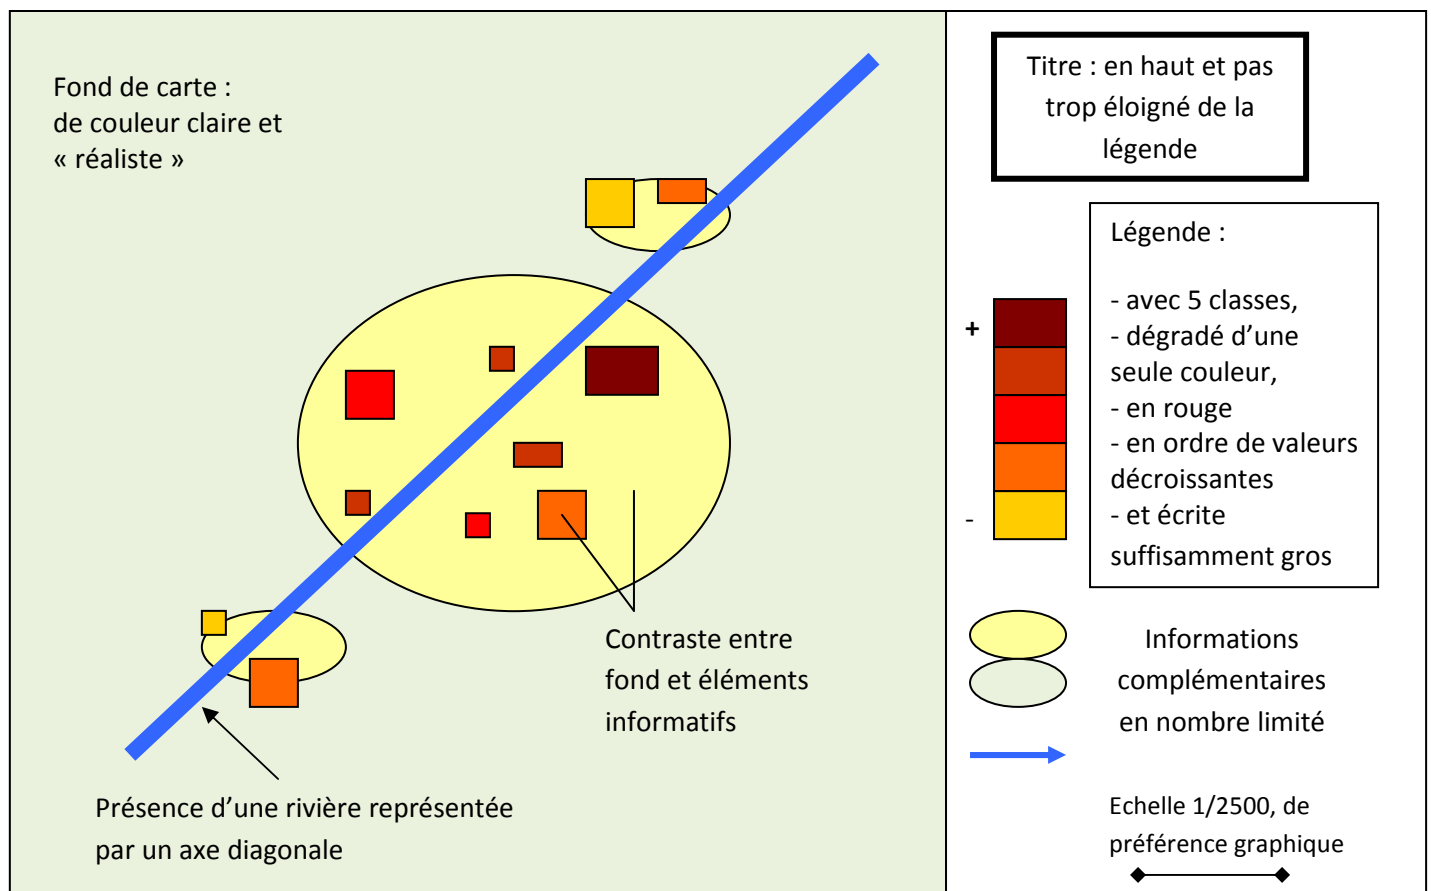 Fond de carte :
de couleur claire et
« réaliste »
Contraste entre
fond et éléments
informatifs
Présence d’une rivière représentée
par un axe diagonale
Titre : en haut et pas
trop éloigné de la
légende
+
-
Légende :
- avec 5 classes,
- dégradé d’une
seule couleur,
- en rouge
- en ordre de valeurs
décroissantes
- et écrite
suffisamment gros
Informations
complémentaires
en nombre limité
Echelle 1/2500, de
préférence graphique